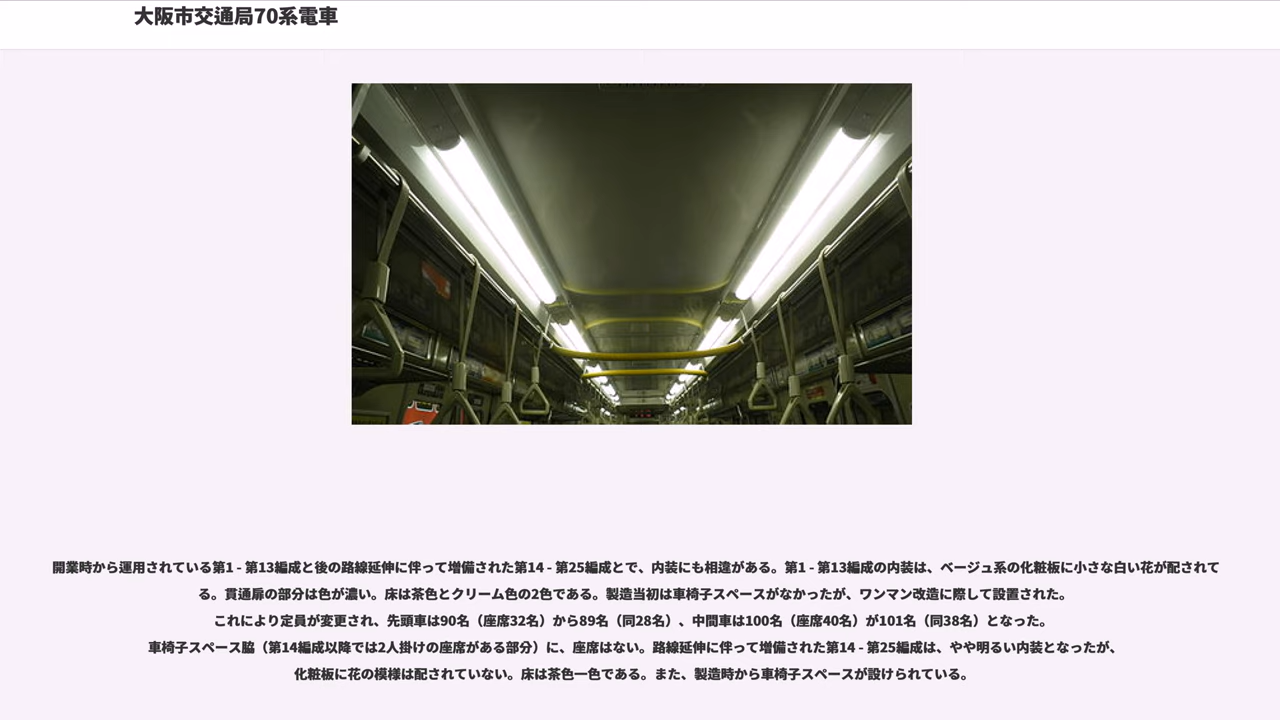 大阪市交通局70系電車
開業時から運用されている第1 - 第13編成と後の路線延伸に伴って増備された第14 - 第25編成とで、内装にも相違がある。第1 - 第13編成の内装は、ベージュ系の化粧板に小さな白い花が配されて
る。貫通扉の部分は色が濃い。床は茶色とクリーム色の2色である。製造当初は車椅子スペースがなかったが、ワンマン改造に際して設置された。
これにより定員が変更され、先頭車は90名（座席32名）から89名（同28名）、中間車は100名（座席40名）が101名（同38名）となった。
車椅子スペース脇（第14編成以降では2人掛けの座席がある部分）に、座席はない。路線延伸に伴って増備された第14 - 第25編成は、やや明るい内装となったが、
化粧板に花の模様は配されていない。床は茶色一色である。また、製造時から車椅子スペースが設けられている。